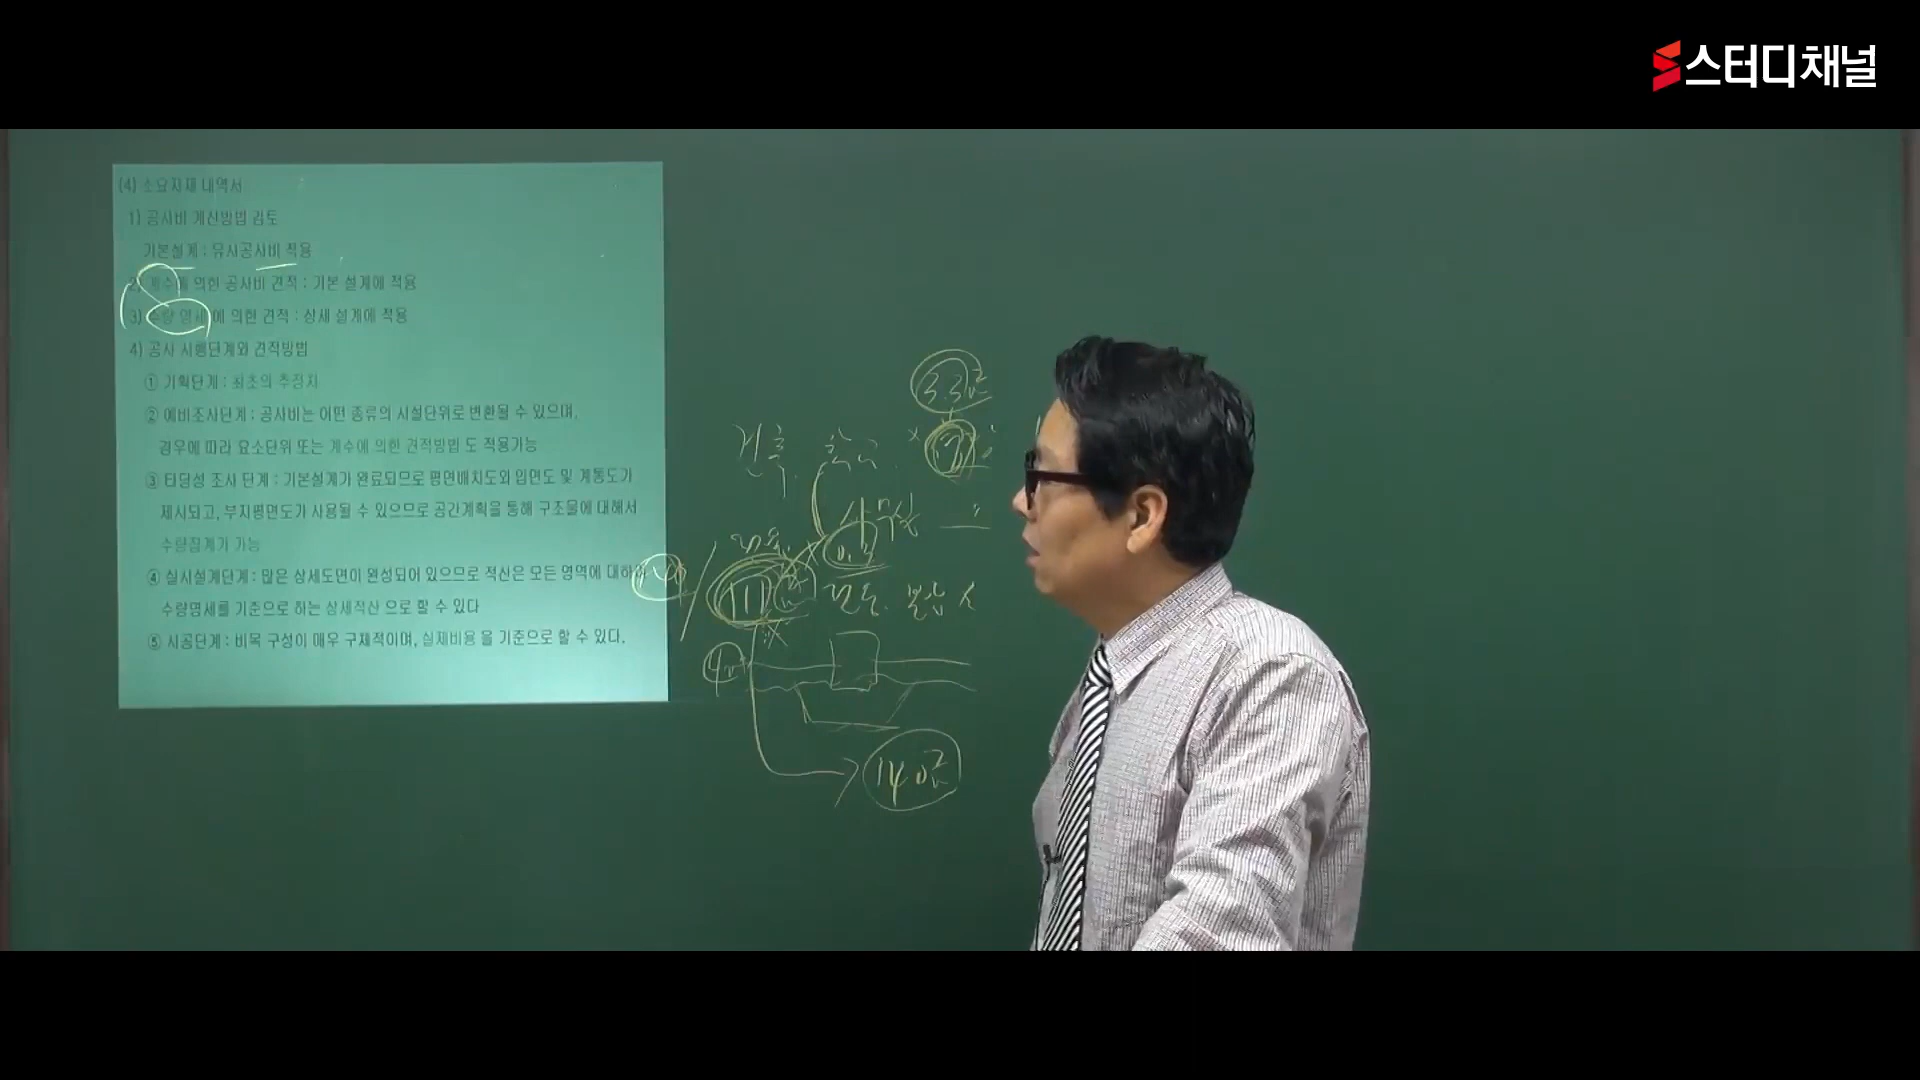 스터디채널
(4) 소요자재 내역서
1) 공사비 계산방법 검토
기본설계 : 유사공사비 적용
2) 계수에 의한 공사비 견적 : 기본 설계에 적용
3) 수량 명세에 의한 견적 : 상세 설계에 적용
4) 공사 시행단계와 견적방법
① 기획단계 : 최초의 추정치
② 예비조사단계 : 공사비는 어떤 종류의 시설단위로 변환될 수 있으며,
경우에 따라 요소단위 또는 계수에 의한 견적방법 도 적용가능
③ 타당성 조사 단계 : 기본설계가 완료되므로 평면배치도와 입면도 및 계통도가
제시되고, 부지평면도가 사용될 수 있으므로 공간계획을 통해 구조물에 대해서
수량집계가 가능
④ 실시설계단계 : 많은 상세도면이 완성되어 있으므로 적산은 모든 영역에 대하여
수량명세를 기준으로 하는 상세적산 으로 할 수 있다
⑤ 시공단계 : 비목 구성이 매우 구체적이며, 실제비용 을 기준으로 할 수 있다.
3.3
건축
사무실